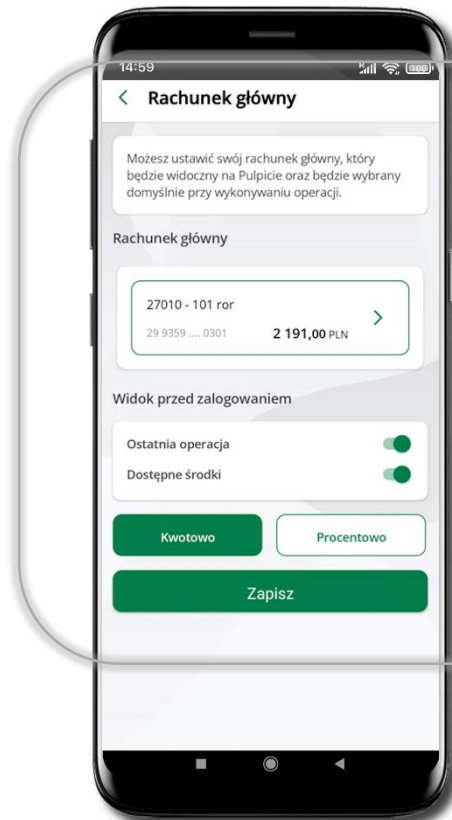 14:59
100
Rachunek główny
Możesz ustawić swój rachunek główny, który
będzie widoczny na Pulpicie oraz będzie wybrany
domyślnie przy wykonywaniu operacji.
Rachunek główny
27010 - 101 ror
29 9359 .... 0301 2 191,00 PLN
Widok przed zalogowaniem
Ostatnia operacja
Dostępne środki
Kwotowo Procentowo
Zapisz